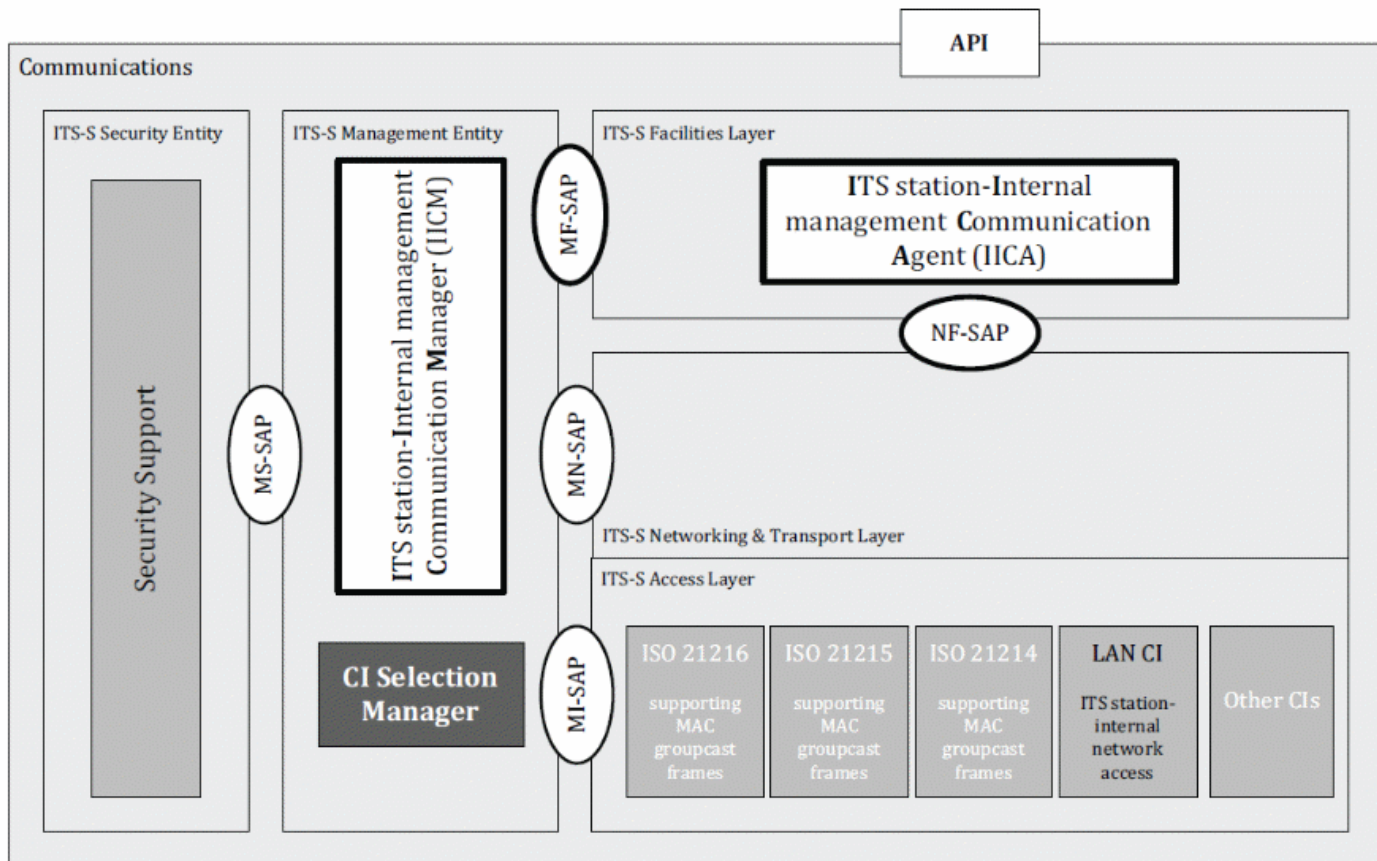 API
Communications
ITS-S Security Entity
Security Support
MS-SAP
ITS-S Management Entity
ITS station-Internal management
Communication Manager (IICM)
CI Selection
Manager
MF-SAP
MN-SAP
MI-SAP
ITS-S Facilities Layer
ITS station-Internal
management Communication
Agent (IICA)
NF-SAP
ITS-S Networking & Transport Layer
ITS-S Access Layer
ISO 21216
supporting
MAC
groupcast
frames
ISO 21215
supporting
MAC
groupcast
frames
ISO 21214
supporting
MAC
groupcast
frames
LAN CI
ITS station-
internal
network
access
Other CIs